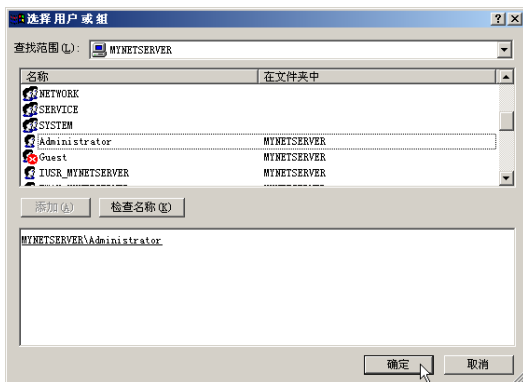 选择 用户 或 组
查找范围(L): MYNETSERVER
名称 在文件夹中
NETWORK
SERVICE
SYSTEM
Administrator MYNETSERVER
Guest MYNETSERVER
IUSR_MYNETSERVER MYNETSERVER
添加(A) 检查名称(K)
MYNETSERVER\Administrator
确定 取消